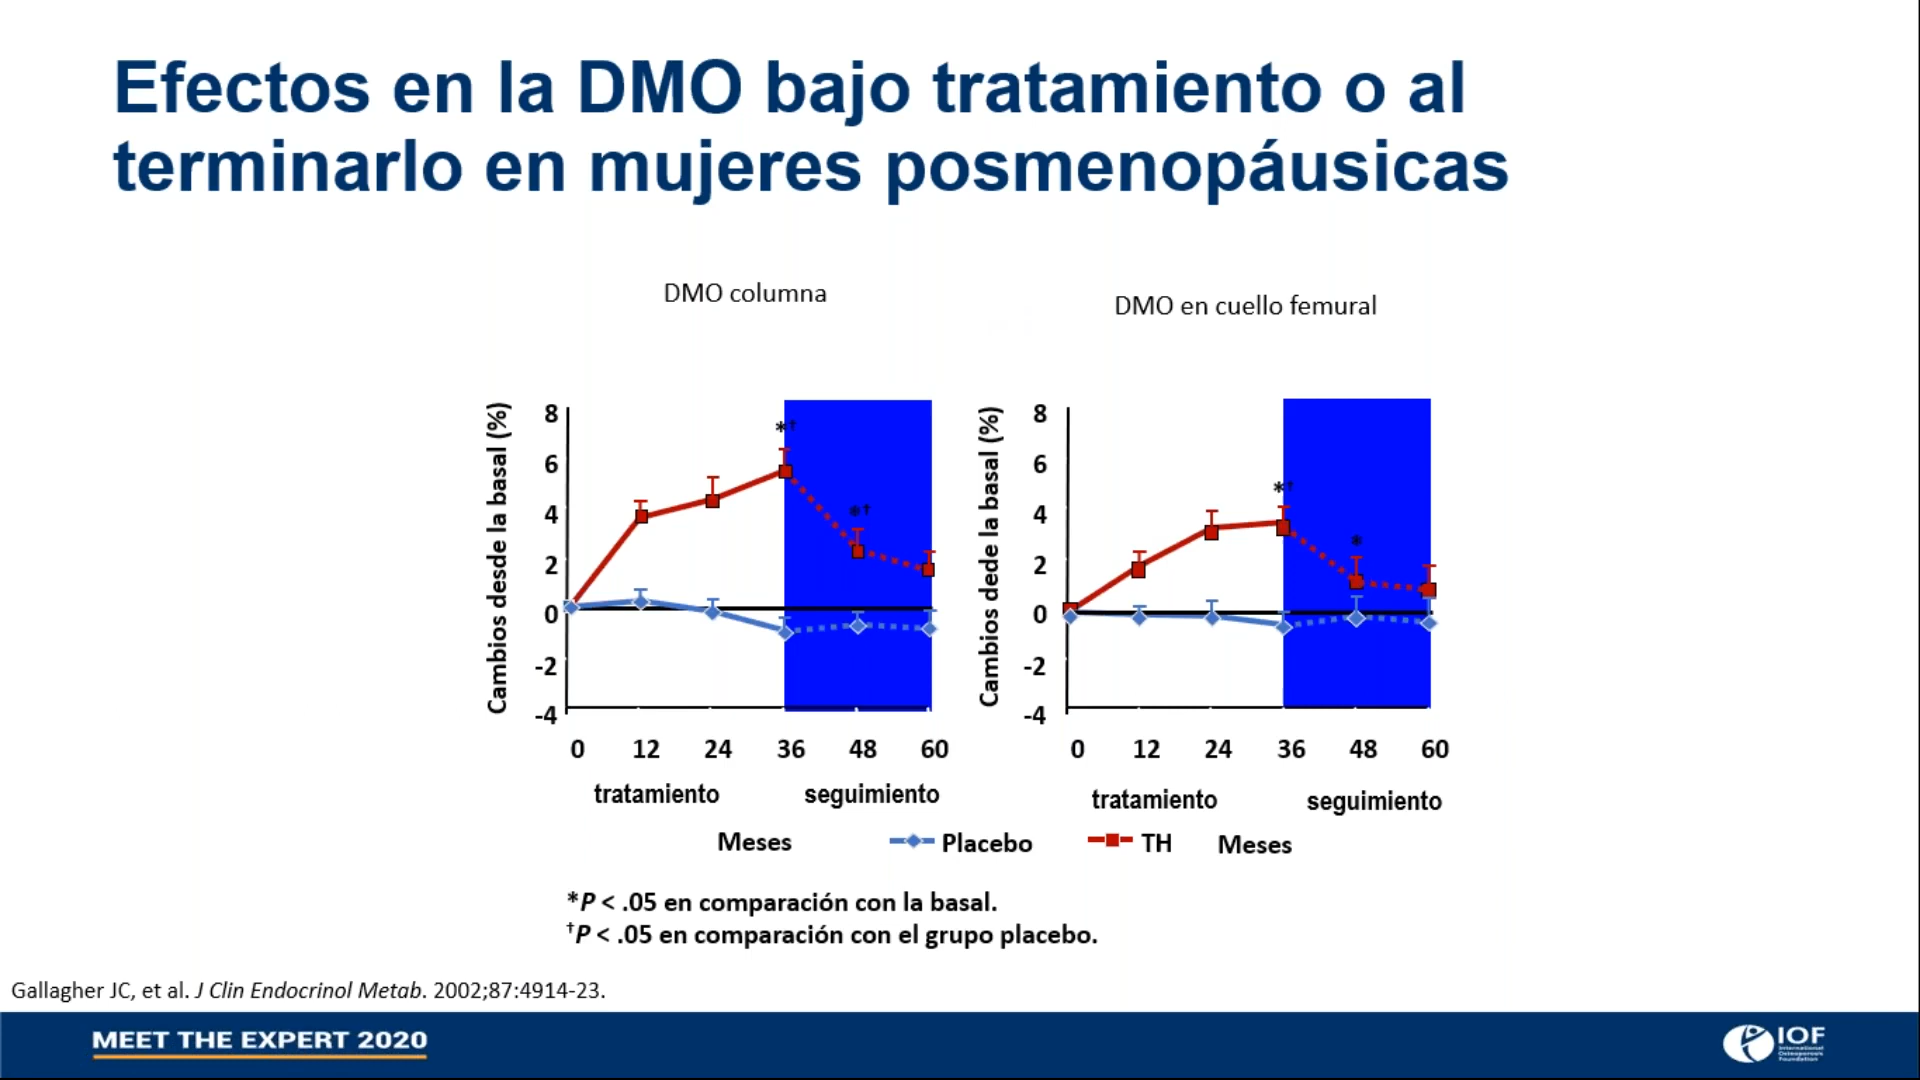 Efectos en la DMO bajo tratamiento o al
terminarlo en mujeres posmenopáusicas
DMO columna
DMO en cuello femural
Cambios desde la basal (%)
8
6
4
2
0
-2
-4
*†
*†
0 12 24 36 48 60
tratamiento seguimiento
Meses
Cambios dede la basal (%)
8
6
4
2
0
-2
-4
*†
*
0 12 24 36 48 60
tratamiento seguimiento
Placebo TH Meses
*P < .05 en comparación con la basal.
†P < .05 en comparación con el grupo placebo.
Gallagher JC, et al. J Clin Endocrinol Metab. 2002;87:4914-23.
MEET THE EXPERT 2020
IOF
International
Osteoporosis
Foundation